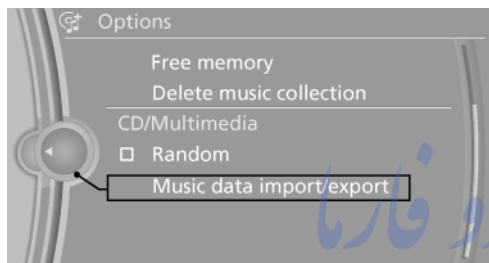 Options
Free memory
Delete music collection
CD/Multimedia
Random
Music data import/export